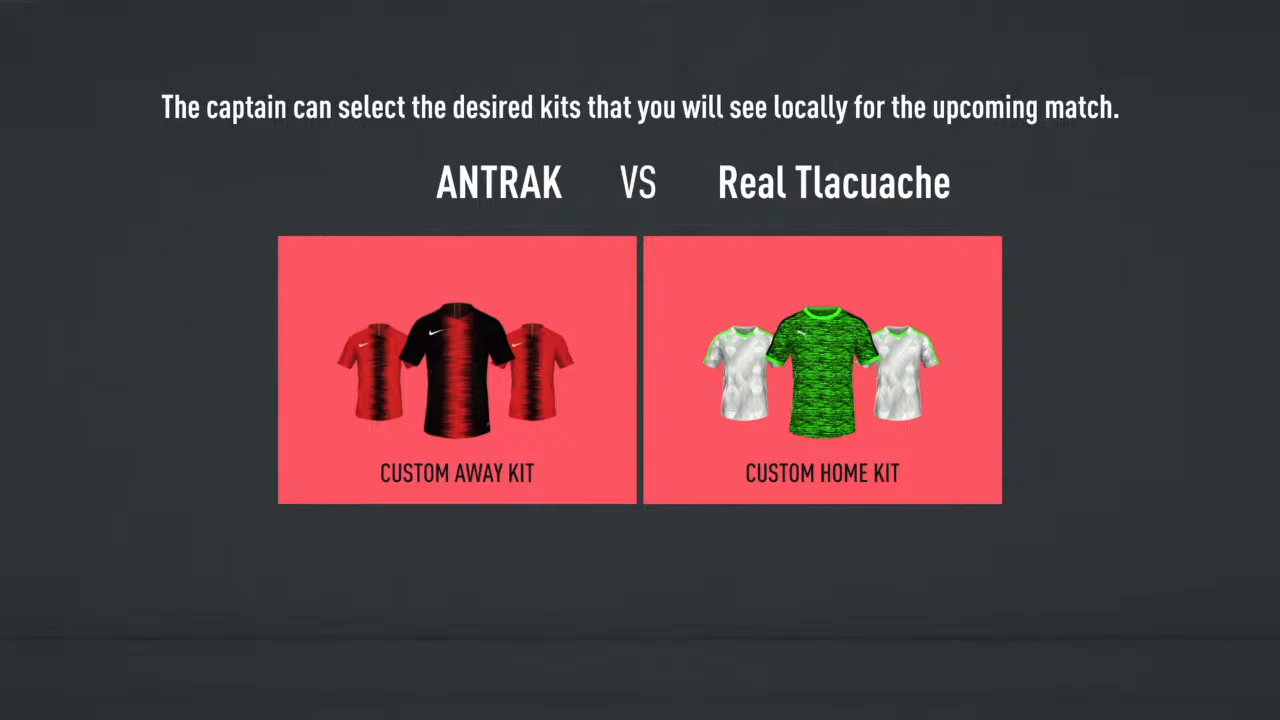 The captain can select the desired kits that you will see locally for the upcoming match.
ANTRAK VS Real Tlacuache
CUSTOM AWAY KIT
CUSTOM HOME KIT